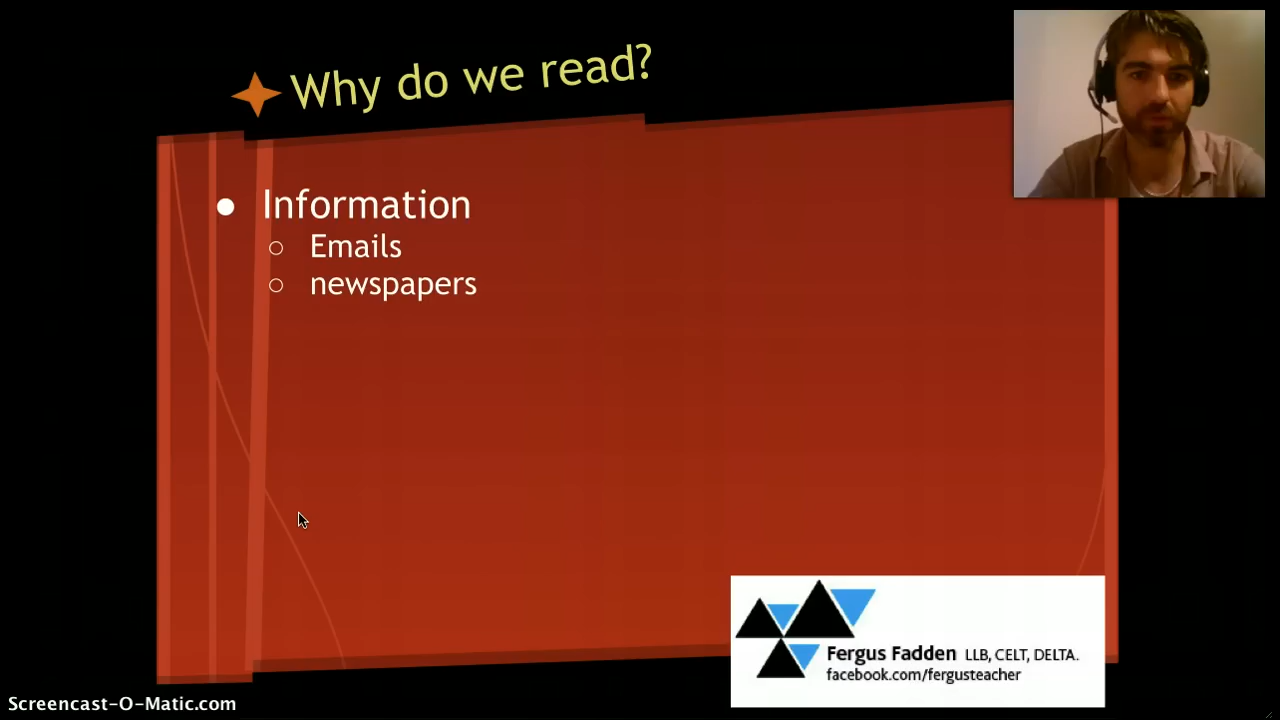 Why do we read?
Information
Emails
newspapers
Fergus Fadden LLB, CELT, DELTA.
facebook.com/fergusteacher
Screencast-O-Matic.com